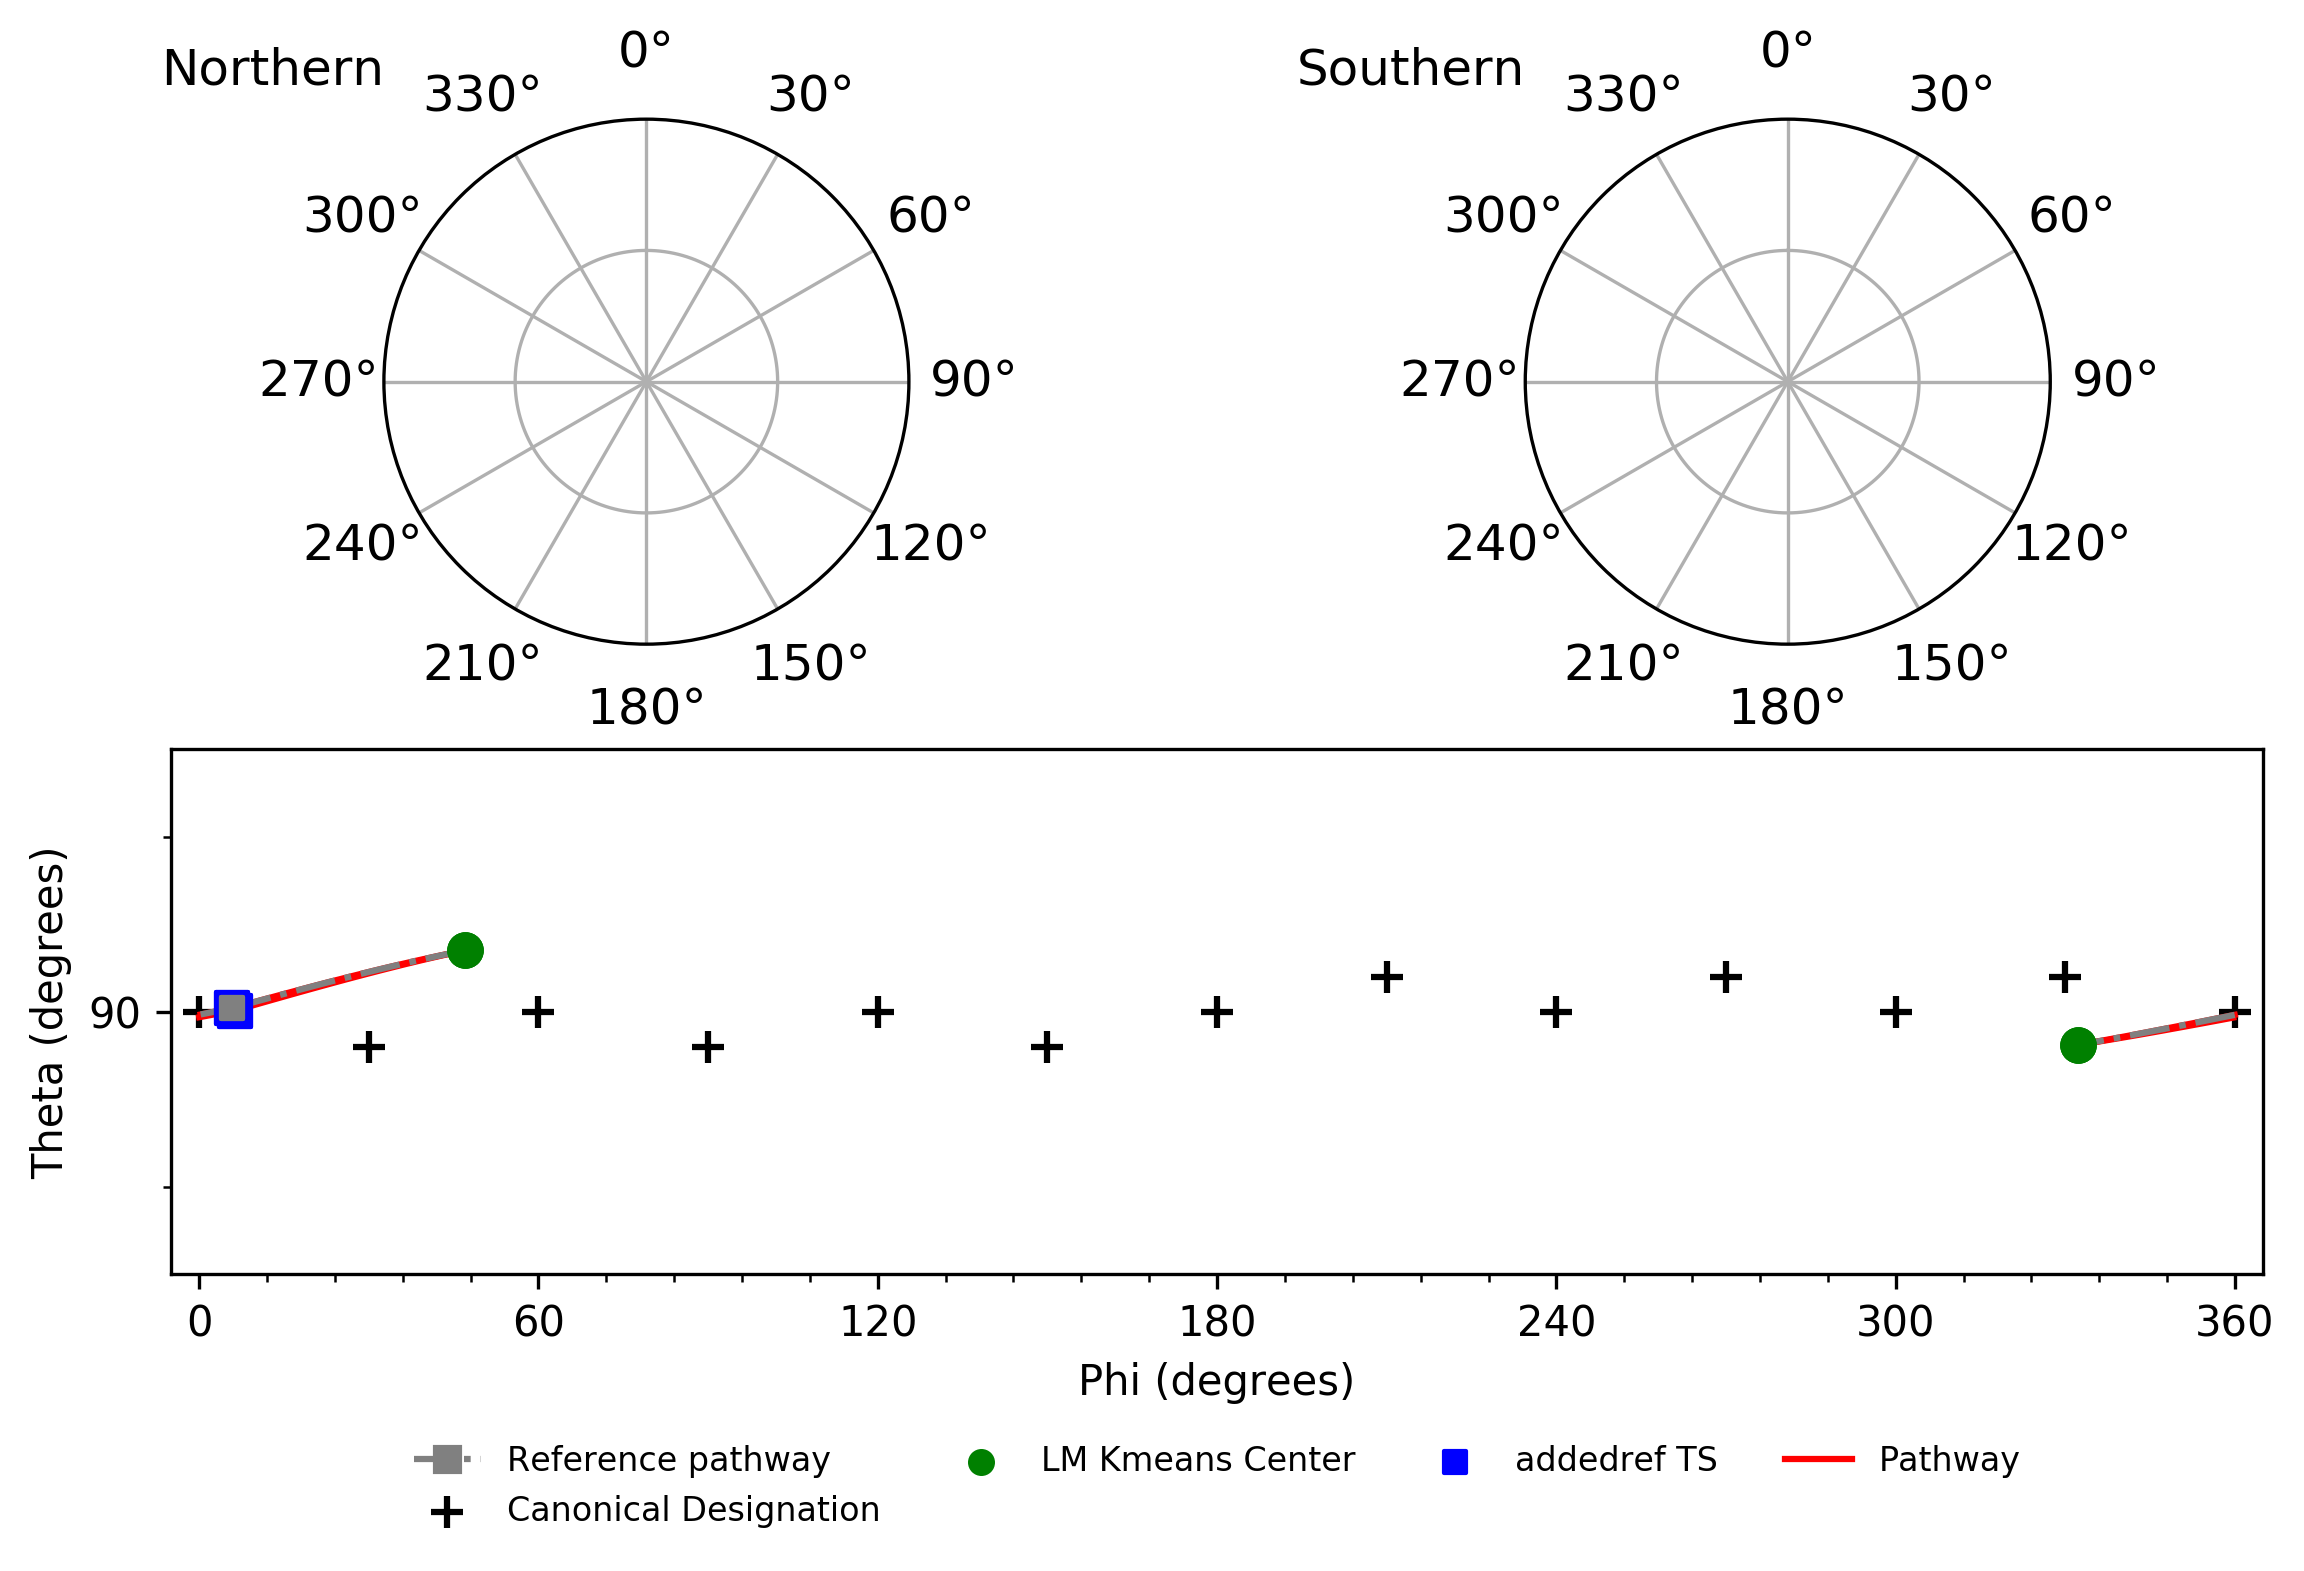 Northern
0°
330°
30°
300°
60°
270°
90°
240°
120°
210°
150°
180°
Southern
0°
330°
30°
300°
60°
270°
90°
240°
120°
210°
150°
180°
Theta (degrees)
90
0 60 120 180 240 300 360
Phi (degrees)
Reference pathway
Canonical Designation
LM Kmeans Center
addedref TS
Pathway